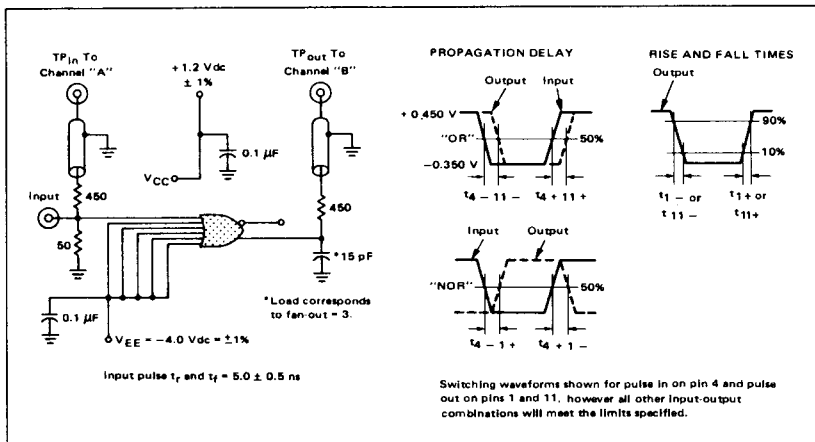 TPin To
Channel "A"
+1.2 Vdc
± 1%
TPout To
Channel "B"
0.1 µF
VCC
Input
450
50
450
*15 pF
0.1 µF
*Load corresponds
to fan-out = 3.
VEE = -4.0 Vdc = ±1%
Input pulse tr and tf = 5.0 ± 0.5 ns
PROPAGATION DELAY
Output
Input
+ 0.450 V
"OR"
50%
-0.350 V
t4 - 11 -
t4 + 11 +
Input
Output
"NOR"
50%
t4 - 1 +
t4 + 1 -
RISE AND FALL TIMES
Output
90%
10%
t1 - or
t11 -
t1+ or
t11+
Switching waveforms shown for pulse in on pin 4 and pulse
out on pins 1 and 11, however all other input-output
combinations will meet the limits specified.